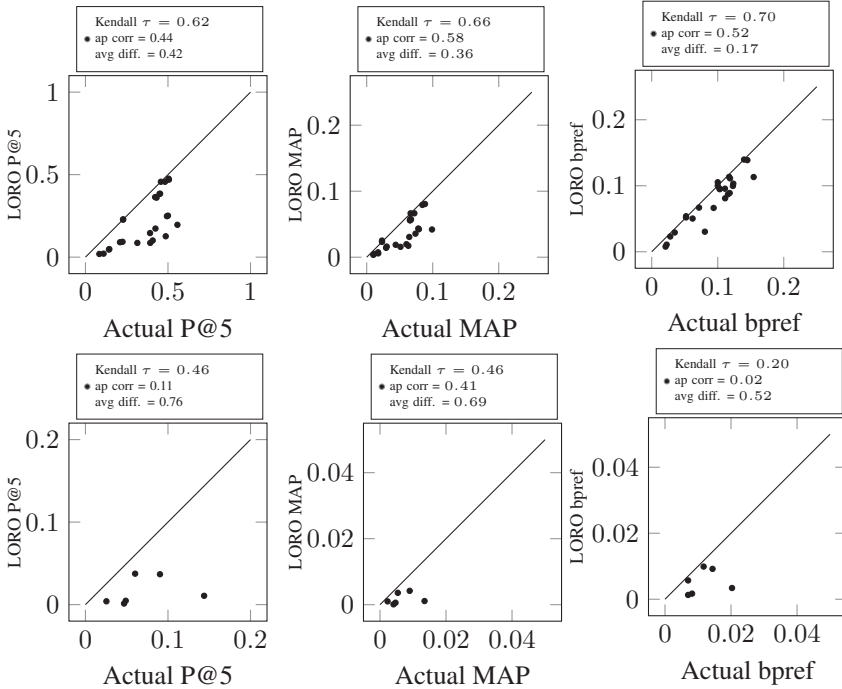 Kendall τ = 0.62
ap corr = 0.44
avg diff. = 0.42
Kendall τ = 0.66
ap corr = 0.58
avg diff. = 0.36
Kendall τ = 0.70
ap corr = 0.52
avg diff. = 0.17
LORO P@5
1
0.5
0
0
0.5
1
Actual P@5
LORO MAP
0.2
0.1
0
0
0.1
0.2
Actual MAP
LORO bpref
0.2
0.1
0
0
0.1
0.2
Actual bpref
Kendall τ = 0.46
ap corr = 0.11
avg diff. = 0.76
Kendall τ = 0.46
ap corr = 0.41
avg diff. = 0.69
Kendall τ = 0.20
ap corr = 0.02
avg diff. = 0.52
LORO P@5
0.2
0.1
0
0
0.1
0.2
Actual P@5
LORO MAP
0.04
0.02
0
0
0.02
0.04
Actual MAP
LORO bpref
0.04
0.02
0
0
0.02
0.04
Actual bpref